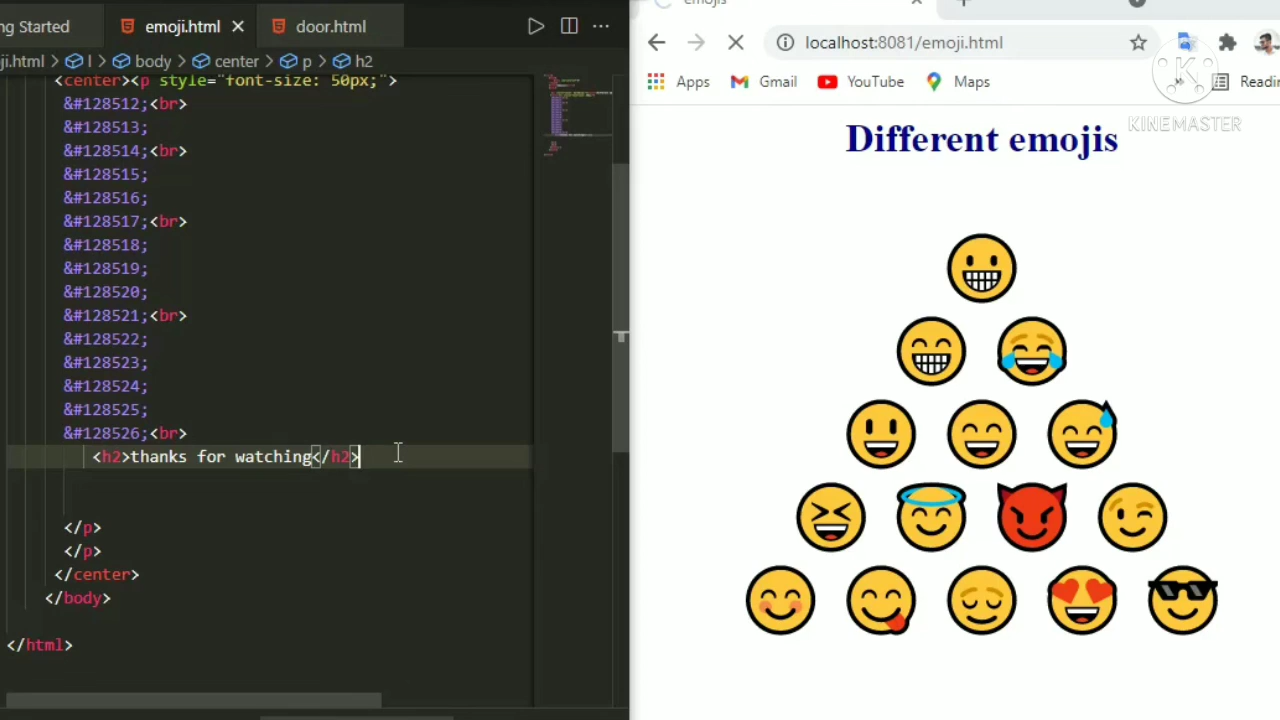 ng Started emoji.html door.html
ji.html > l > body > center > p > h2
<center><p style="font-size: 50px;">
&#128512;<br>
&#128513;
&#128514;<br>
&#128515;
&#128516;
&#128517;<br>
&#128518;
&#128519;
&#128520;
&#128521;<br>
&#128522;
&#128523;
&#128524;
&#128525;
&#128526;<br>
<h2>thanks for watching</h2>
</p>
</p>
</center>
</body>
</html>
emojis
localhost:8081/emoji.html
Apps Gmail YouTube Maps Readin
K
KINEMASTER
Different emojis